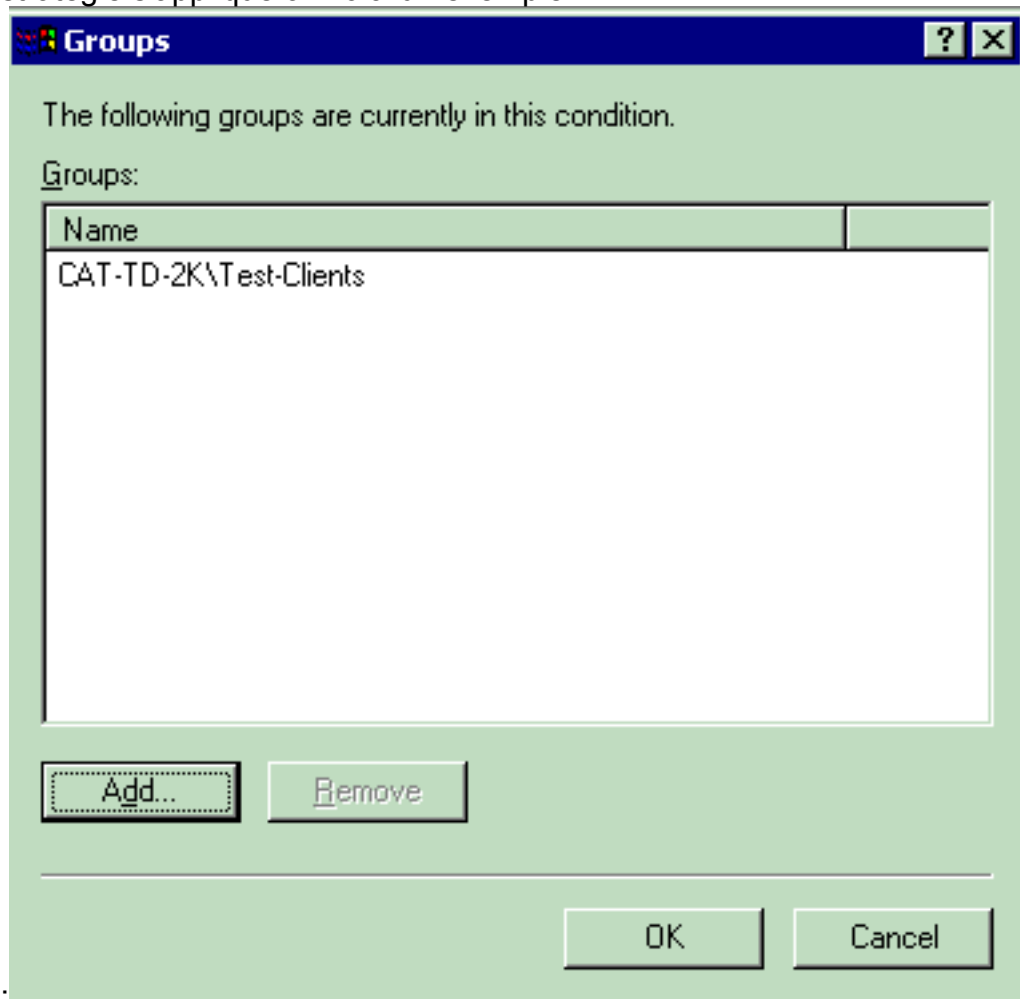 Groups
The following groups are currently in this condition.
Groups:
Name
CAT-TD-2K\Test-Clients
Add...
Remove
OK
Cancel
.